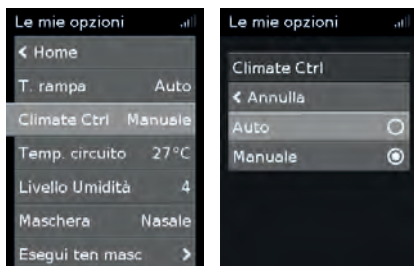 Le mie opzioni
< Home
T. rampa Auto
Climate Ctrl Manuale
Temp. circuito 27°C
Livello Umidità 4
Maschera Nasale
Esegui ten masc >
Le mie opzioni
Climate Ctrl
< Annulla
Auto
Manuale